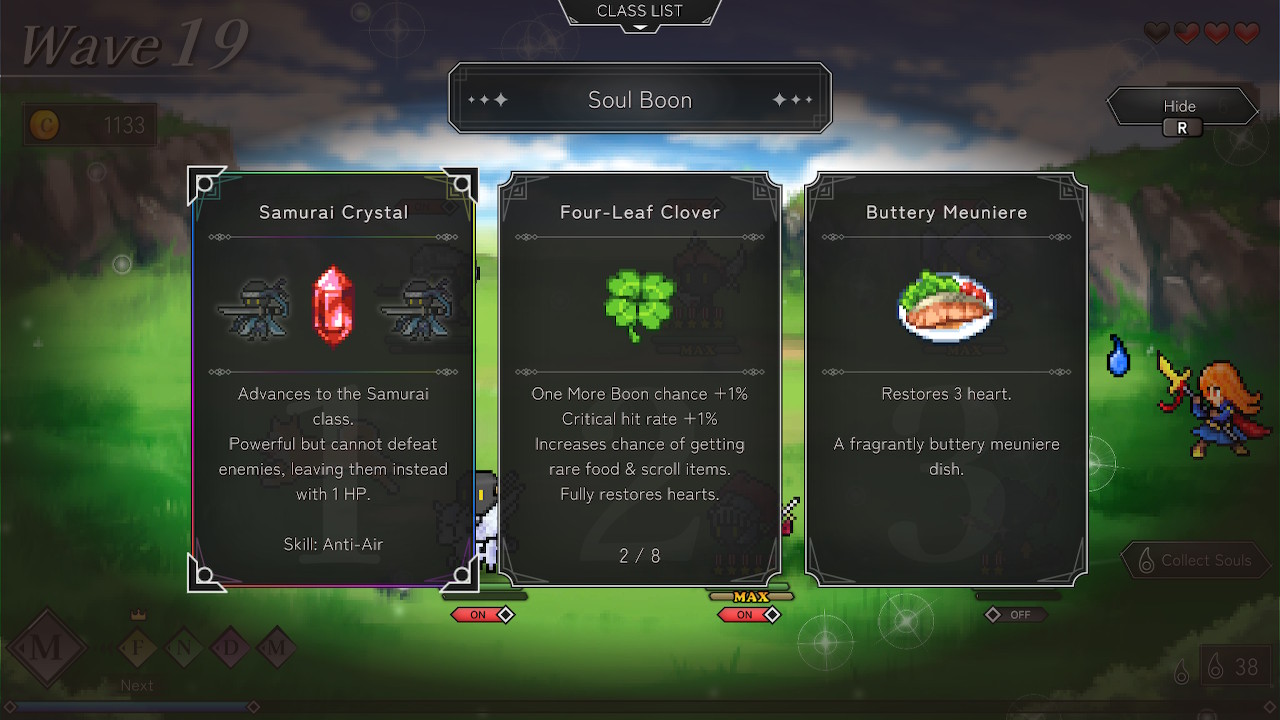 CLASS LIST
Wave 19
1133
Soul Boon
Hide
R
Samurai Crystal
Advances to the Samurai
class.
Powerful but cannot defeat
enemies, leaving them instead
with 1 HP.
Skill: Anti-Air
Four-Leaf Clover
One More Boon chance +1%
Critical hit rate +1%
Increases chance of getting
rare food & scroll items.
Fully restores hearts.
2 / 8
Buttery Meuniere
Restores 3 heart.
A fragrantly buttery meuniere
dish.
1
2
3
Collect Souls
MAX
ON
ON
OFF
M
F
N
D
M
Next
38